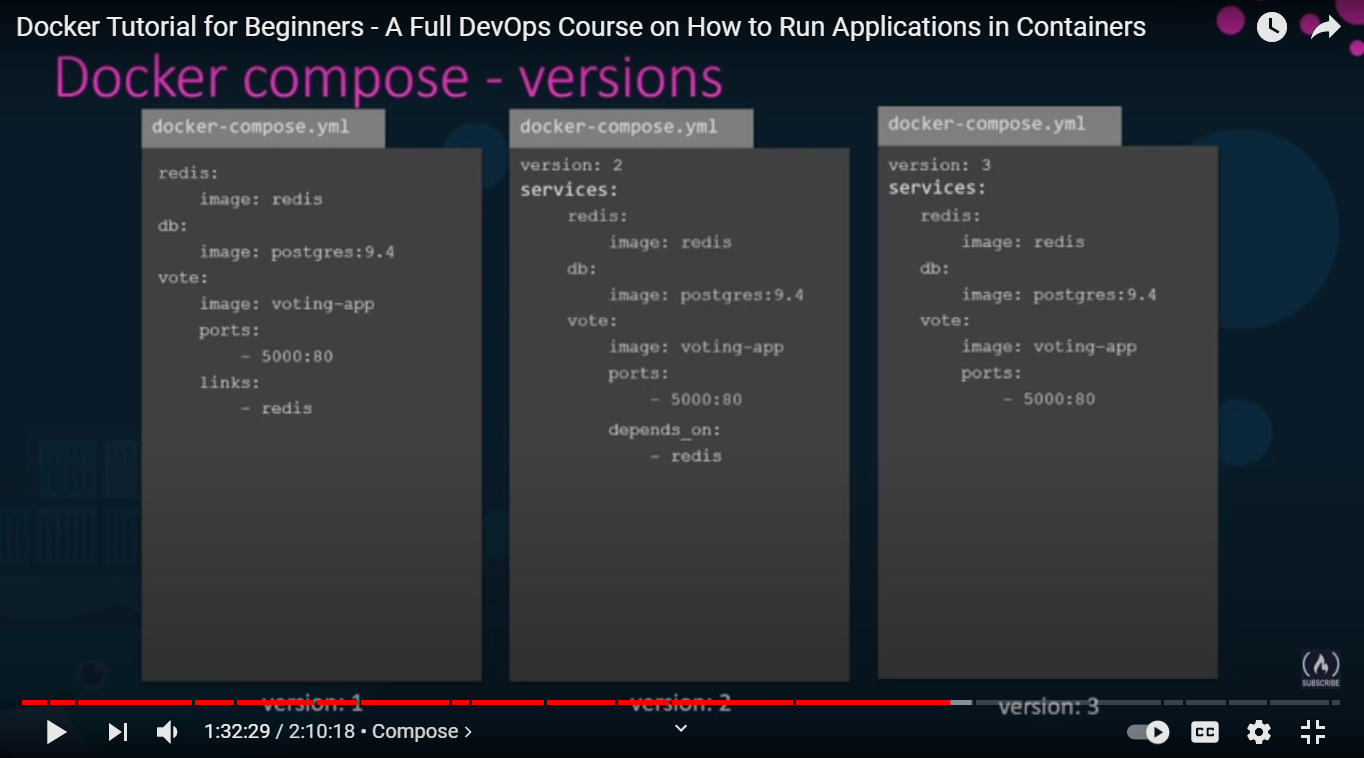 Docker Tutorial for Beginners - A Full DevOps Course on How to Run Applications in Containers
Docker compose - versions
docker-compose.yml
redis:
image: redis
db:
image: postgres:9.4
vote:
image: voting-app
ports:
- 5000:80
links:
- redis
version: 1
docker-compose.yml
version: 2
services:
redis:
image: redis
db:
image: postgres:9.4
vote:
image: voting-app
ports:
- 5000:80
depends_on:
- redis
version: 2
docker-compose.yml
version: 3
services:
redis:
image: redis
db:
image: postgres:9.4
vote:
image: voting-app
ports:
- 5000:80
version: 3
SUBSCRIBE
1:32:29 / 2:10:18 • Compose >
CC